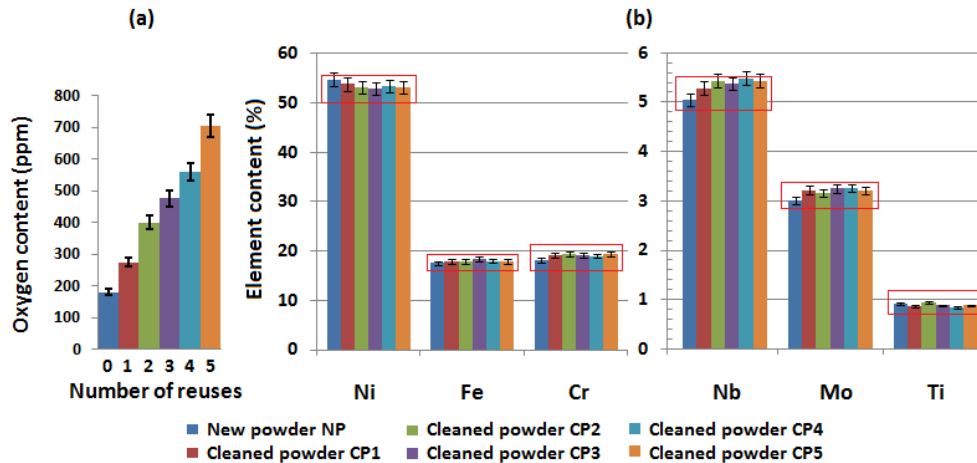 (a)
(b)
Oxygen content (ppm)
800
700
600
500
400
300
200
100
0
0 1 2 3 4 5
Number of reuses
Element content (%)
60
50
40
30
20
10
0
Ni Fe Cr
6
5
4
3
2
1
0
Nb Mo Ti
New powder NP
Cleaned powder CP2
Cleaned powder CP4
Cleaned powder CP1
Cleaned powder CP3
Cleaned powder CP5